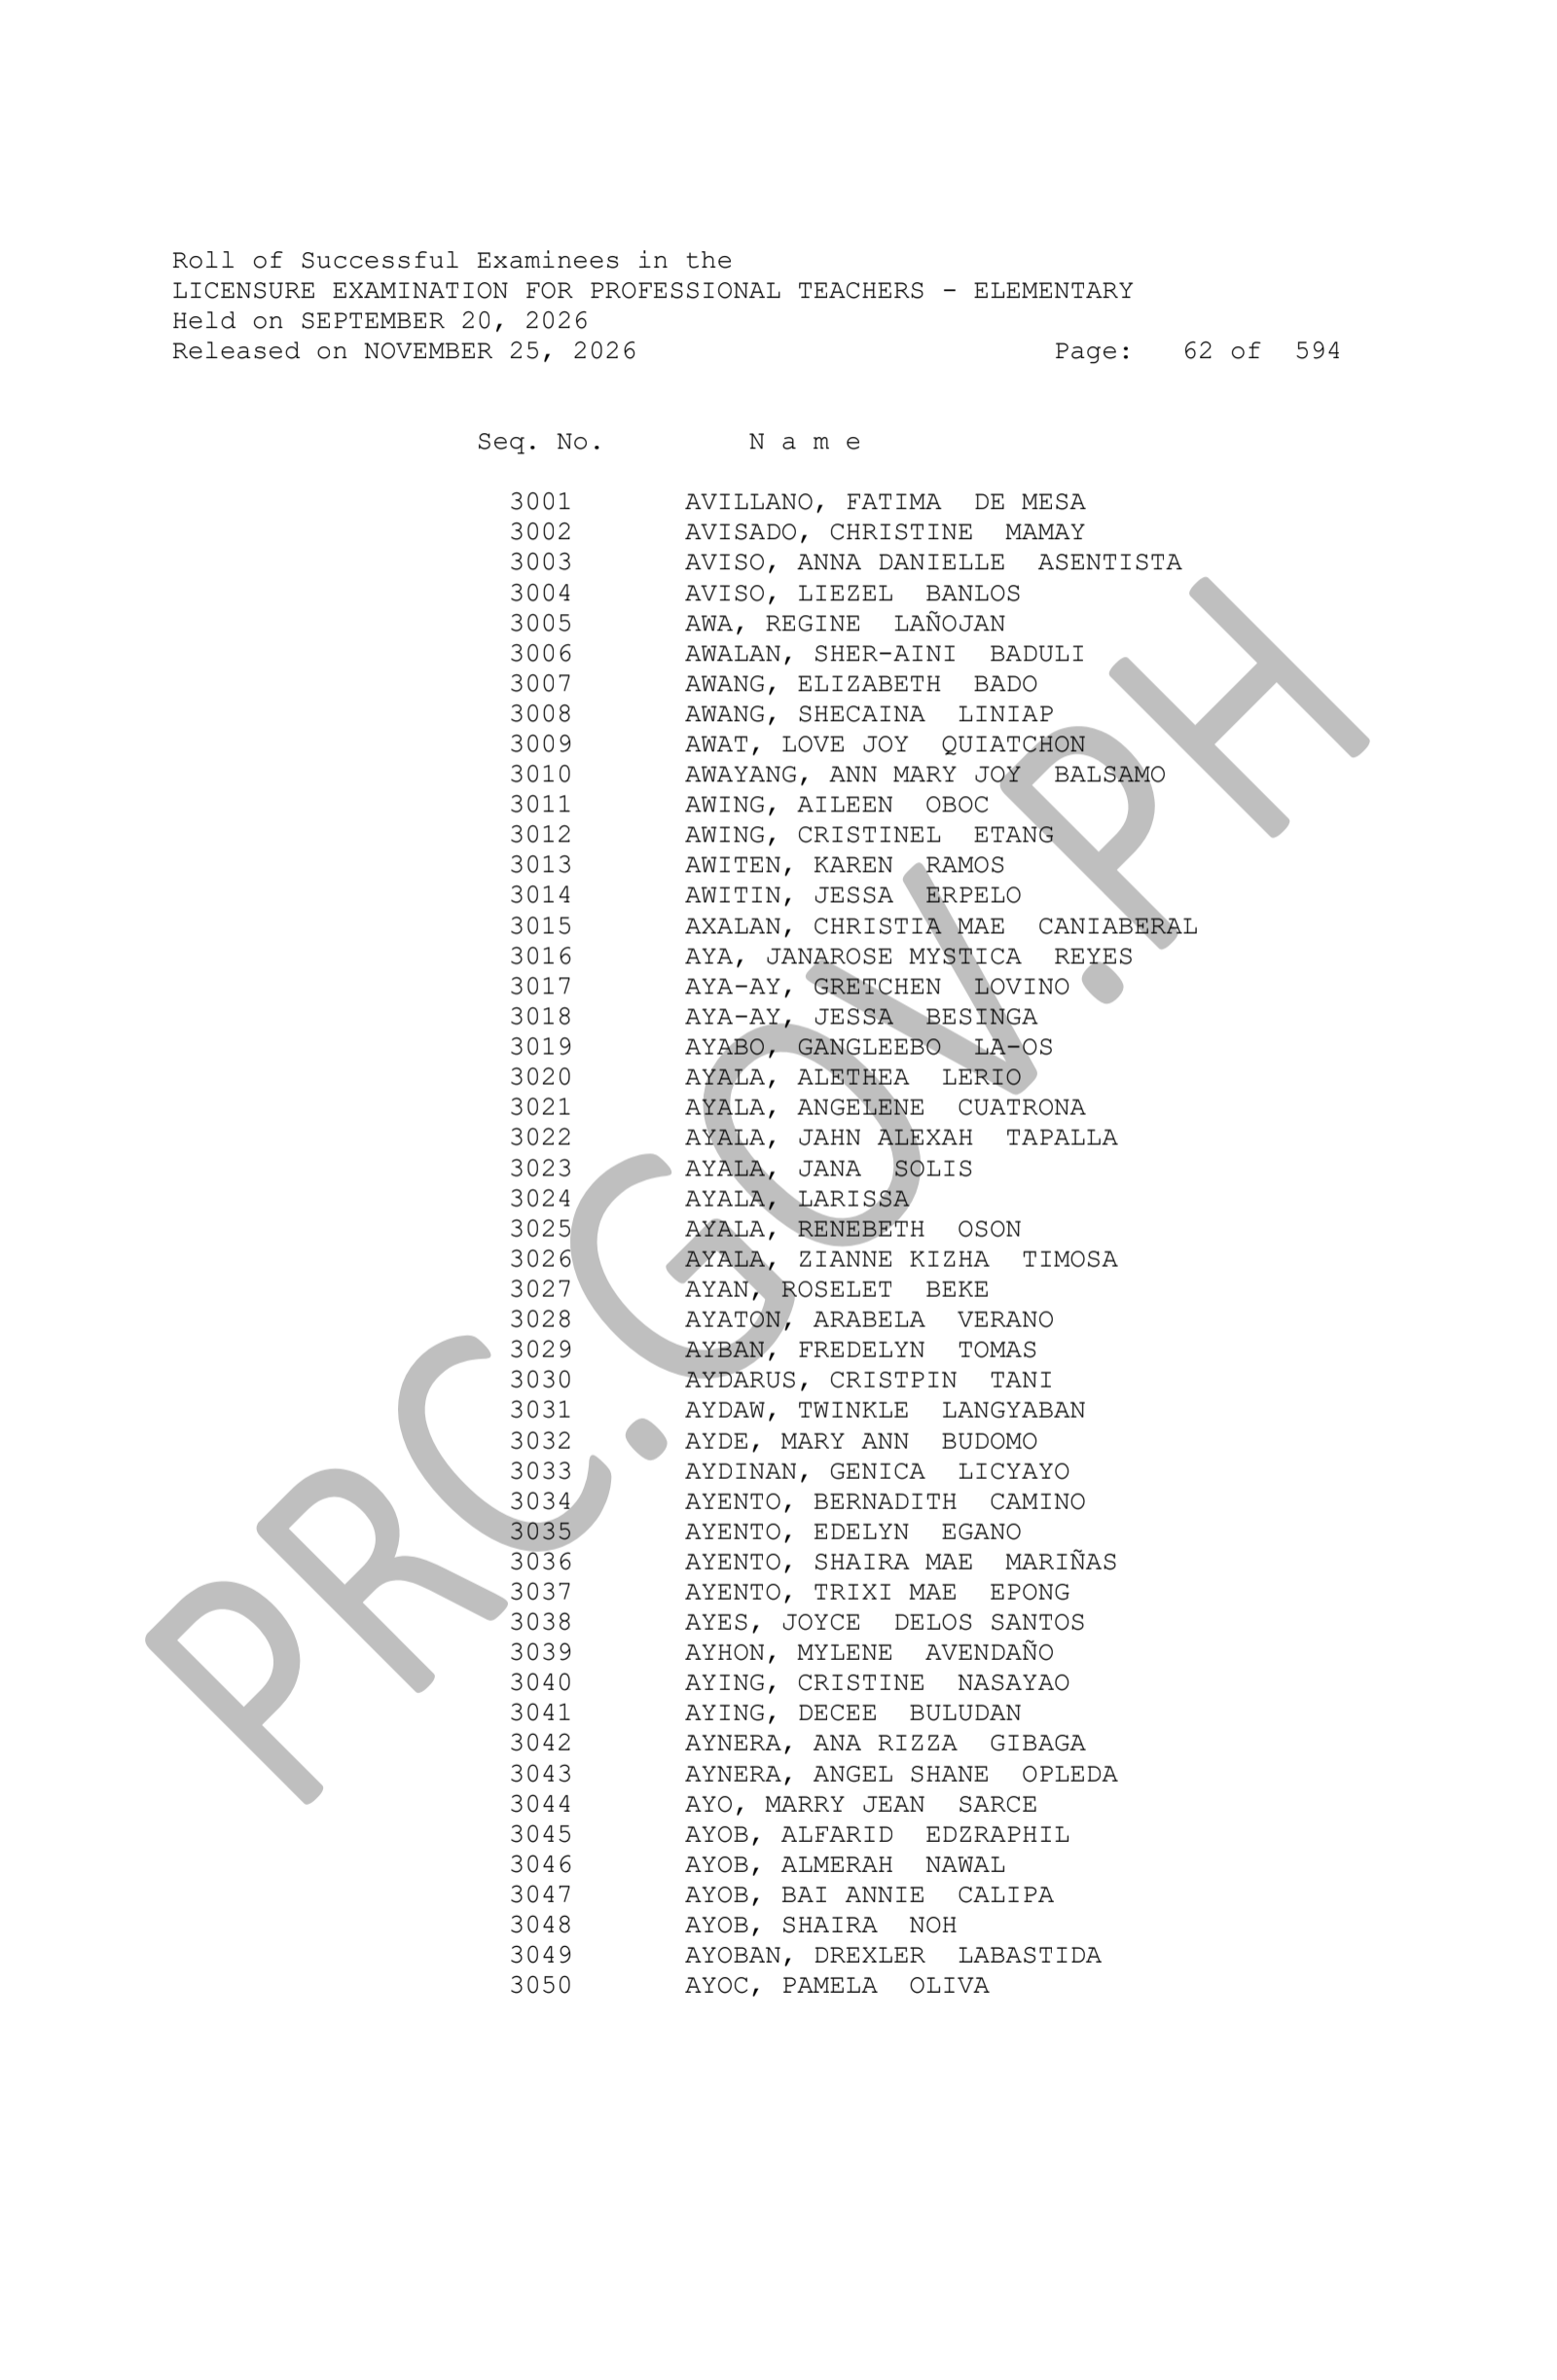 Roll of Successful Examinees in the
LICENSURE EXAMINATION FOR PROFESSIONAL TEACHERS - ELEMENTARY
Held on SEPTEMBER 20, 2026
Released on NOVEMBER 25, 2026 Page: 62 of 594
Seq. No. N a m e
3001 AVILLANO, FATIMA DE MESA
3002 AVISADO, CHRISTINE MAMAY
3003 AVISO, ANNA DANIELLE ASENTISTA
3004 AVISO, LIEZEL BANLOS
3005 AWA, REGINE LAÑOJAN
3006 AWALAN, SHER-AINI BADULI
3007 AWANG, ELIZABETH BADO
3008 AWANG, SHECAINA LINIAP
3009 AWAT, LOVE JOY QUIATCHON
3010 AWAYANG, ANN MARY JOY BALSAMO
3011 AWING, AILEEN OBOC
3012 AWING, CRISTINEL ETANG
3013 AWITEN, KAREN RAMOS
3014 AWITIN, JESSA ERPELO
3015 AXALAN, CHRISTIA MAE CANIABERAL
3016 AYA, JANAROSE MYSTICA REYES
3017 AYA-AY, GRETCHEN LOVINO
3018 AYA-AY, JESSA BESINGA
3019 AYABO, GANGLEEBO LA-OS
3020 AYALA, ALETHEA LERIO
3021 AYALA, ANGELENE CUATRONA
3022 AYALA, JAHN ALEXAH TAPALLA
3023 AYALA, JANA SOLIS
3024 AYALA, LARISSA
3025 AYALA, RENEBETH OSON
3026 AYALA, ZIANNE KIZHA TIMOSA
3027 AYAN, ROSELET BEKE
3028 AYATON, ARABELA VERANO
3029 AYBAN, FREDELYN TOMAS
3030 AYDARUS, CRISTPIN TANI
3031 AYDAW, TWINKLE LANGYABAN
3032 AYDE, MARY ANN BUDOMO
3033 AYDINAN, GENICA LICYAYO
3034 AYENTO, BERNADITH CAMINO
3035 AYENTO, EDELYN EGANO
3036 AYENTO, SHAIRA MAE MARIÑAS
3037 AYENTO, TRIXI MAE EPONG
3038 AYES, JOYCE DELOS SANTOS
3039 AYHON, MYLENE AVENDAÑO
3040 AYING, CRISTINE NASAYAO
3041 AYING, DECEE BULUDAN
3042 AYNERA, ANA RIZZA GIBAGA
3043 AYNERA, ANGEL SHANE OPLEDA
3044 AYO, MARRY JEAN SARCE
3045 AYOB, ALFARID EDZRAPHIL
3046 AYOB, ALMERAH NAWAL
3047 AYOB, BAI ANNIE CALIPA
3048 AYOB, SHAIRA NOH
3049 AYOBAN, DREXLER LABASTIDA
3050 AYOC, PAMELA OLIVA
PRC.GOV.PH